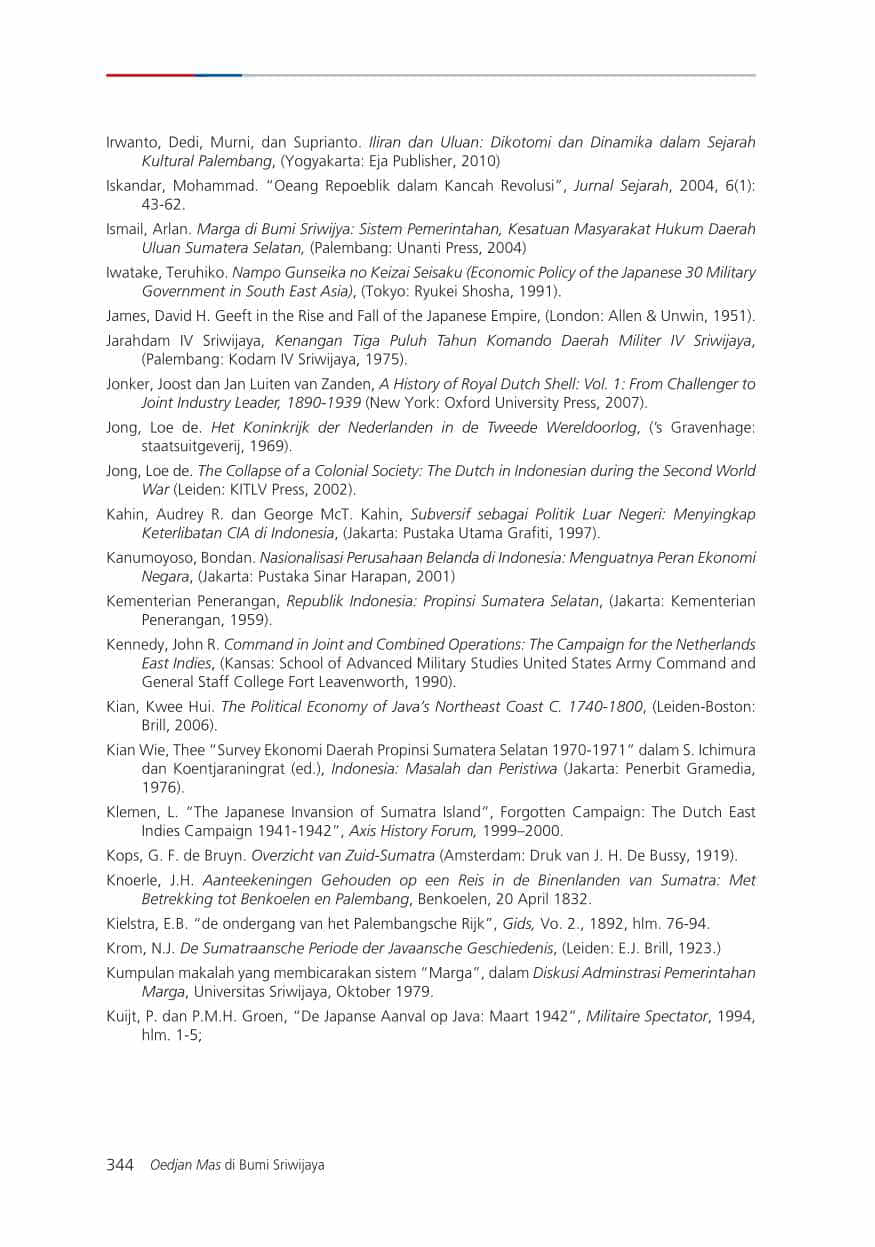 Irwanto, Dedi, Murni, dan Suprianto. Iliran dan Uluan: Dikotomi dan Dinamika dalam Sejarah
Kultural Palembang, (Yogyakarta: Eja Publisher, 2010)
Iskandar, Mohammad. “Oeang Repoeblik dalam Kancah Revolusi”, Jurnal Sejarah, 2004, 6(1):
43-62.
Ismail, Arlan. Marga di Bumi Sriwijya: Sistem Pemerintahan, Kesatuan Masyarakat Hukum Daerah
Uluan Sumatera Selatan, (Palembang: Unanti Press, 2004)
Iwatake, Teruhiko. Nampo Gunseika no Keizai Seisaku (Economic Policy of the Japanese 30 Military
Government in South East Asia), (Tokyo: Ryukei Shosha, 1991).
James, David H. Geeft in the Rise and Fall of the Japanese Empire, (London: Allen & Unwin, 1951).
Jarahdam IV Sriwijaya, Kenangan Tiga Puluh Tahun Komando Daerah Militer IV Sriwijaya,
(Palembang: Kodam IV Sriwijaya, 1975).
Jonker, Joost dan Jan Luiten van Zanden, A History of Royal Dutch Shell: Vol. 1: From Challenger to
Joint Industry Leader, 1890-1939 (New York: Oxford University Press, 2007).
Jong, Loe de. Het Koninkrijk der Nederlanden in de Tweede Wereldoorlog, (’s Gravenhage:
staatsuitgeverij, 1969).
Jong, Loe de. The Collapse of a Colonial Society: The Dutch in Indonesian during the Second World
War (Leiden: KITLV Press, 2002).
Kahin, Audrey R. dan George McT. Kahin, Subversif sebagai Politik Luar Negeri: Menyingkap
Keterlibatan CIA di Indonesia, (Jakarta: Pustaka Utama Grafiti, 1997).
Kanumoyoso, Bondan. Nasionalisasi Perusahaan Belanda di Indonesia: Menguatnya Peran Ekonomi
Negara, (Jakarta: Pustaka Sinar Harapan, 2001)
Kementerian Penerangan, Republik Indonesia: Propinsi Sumatera Selatan, (Jakarta: Kementerian
Penerangan, 1959).
Kennedy, John R. Command in Joint and Combined Operations: The Campaign for the Netherlands
East Indies, (Kansas: School of Advanced Military Studies United States Army Command and
General Staff College Fort Leavenworth, 1990).
Kian, Kwee Hui. The Political Economy of Java’s Northeast Coast C. 1740-1800, (Leiden-Boston:
Brill, 2006).
Kian Wie, Thee “Survey Ekonomi Daerah Propinsi Sumatera Selatan 1970-1971” dalam S. Ichimura
dan Koentjaraningrat (ed.), Indonesia: Masalah dan Peristiwa (Jakarta: Penerbit Gramedia,
1976).
Klemen, L. “The Japanese Invansion of Sumatra Island”, Forgotten Campaign: The Dutch East
Indies Campaign 1941-1942”, Axis History Forum, 1999–2000.
Kops, G. F. de Bruyn. Overzicht van Zuid-Sumatra (Amsterdam: Druk van J. H. De Bussy, 1919).
Knoerle, J.H. Aanteekeningen Gehouden op een Reis in de Binenlanden van Sumatra: Met
Betrekking tot Benkoelen en Palembang, Benkoelen, 20 April 1832.
Kielstra, E.B. “de ondergang van het Palembangsche Rijk”, Gids, Vo. 2., 1892, hlm. 76-94.
Krom, N.J. De Sumatraansche Periode der Javaansche Geschiedenis, (Leiden: E.J. Brill, 1923.)
Kumpulan makalah yang membicarakan sistem “Marga”, dalam Diskusi Adminstrasi Pemerintahan
Marga, Universitas Sriwijaya, Oktober 1979.
Kuijt, P. dan P.M.H. Groen, “De Japanse Aanval op Java: Maart 1942”, Militaire Spectator, 1994,
hlm. 1-5;
344 Oedjan Mas di Bumi Sriwijaya